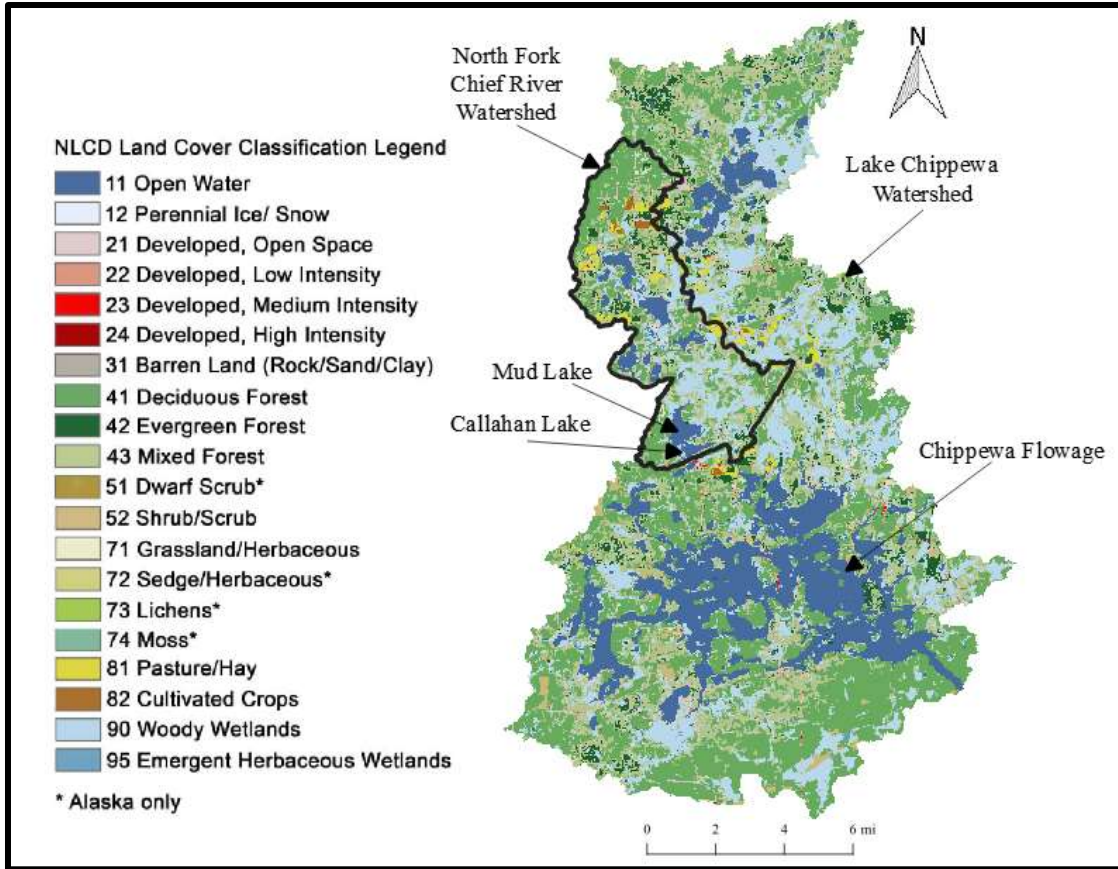 North Fork
Chief River
Watershed
N
NLCD Land Cover Classification Legend
11 Open Water
12 Perennial Ice/ Snow
21 Developed, Open Space
22 Developed, Low Intensity
23 Developed, Medium Intensity
24 Developed, High Intensity
31 Barren Land (Rock/Sand/Clay)
41 Deciduous Forest
42 Evergreen Forest
43 Mixed Forest
51 Dwarf Scrub*
52 Shrub/Scrub
71 Grassland/Herbaceous
72 Sedge/Herbaceous*
73 Lichens*
74 Moss*
81 Pasture/Hay
82 Cultivated Crops
90 Woody Wetlands
95 Emergent Herbaceous Wetlands
* Alaska only
Lake Chippewa
Watershed
Mud Lake
Callahan Lake
Chippewa Flowage
0 2 4 6 mi